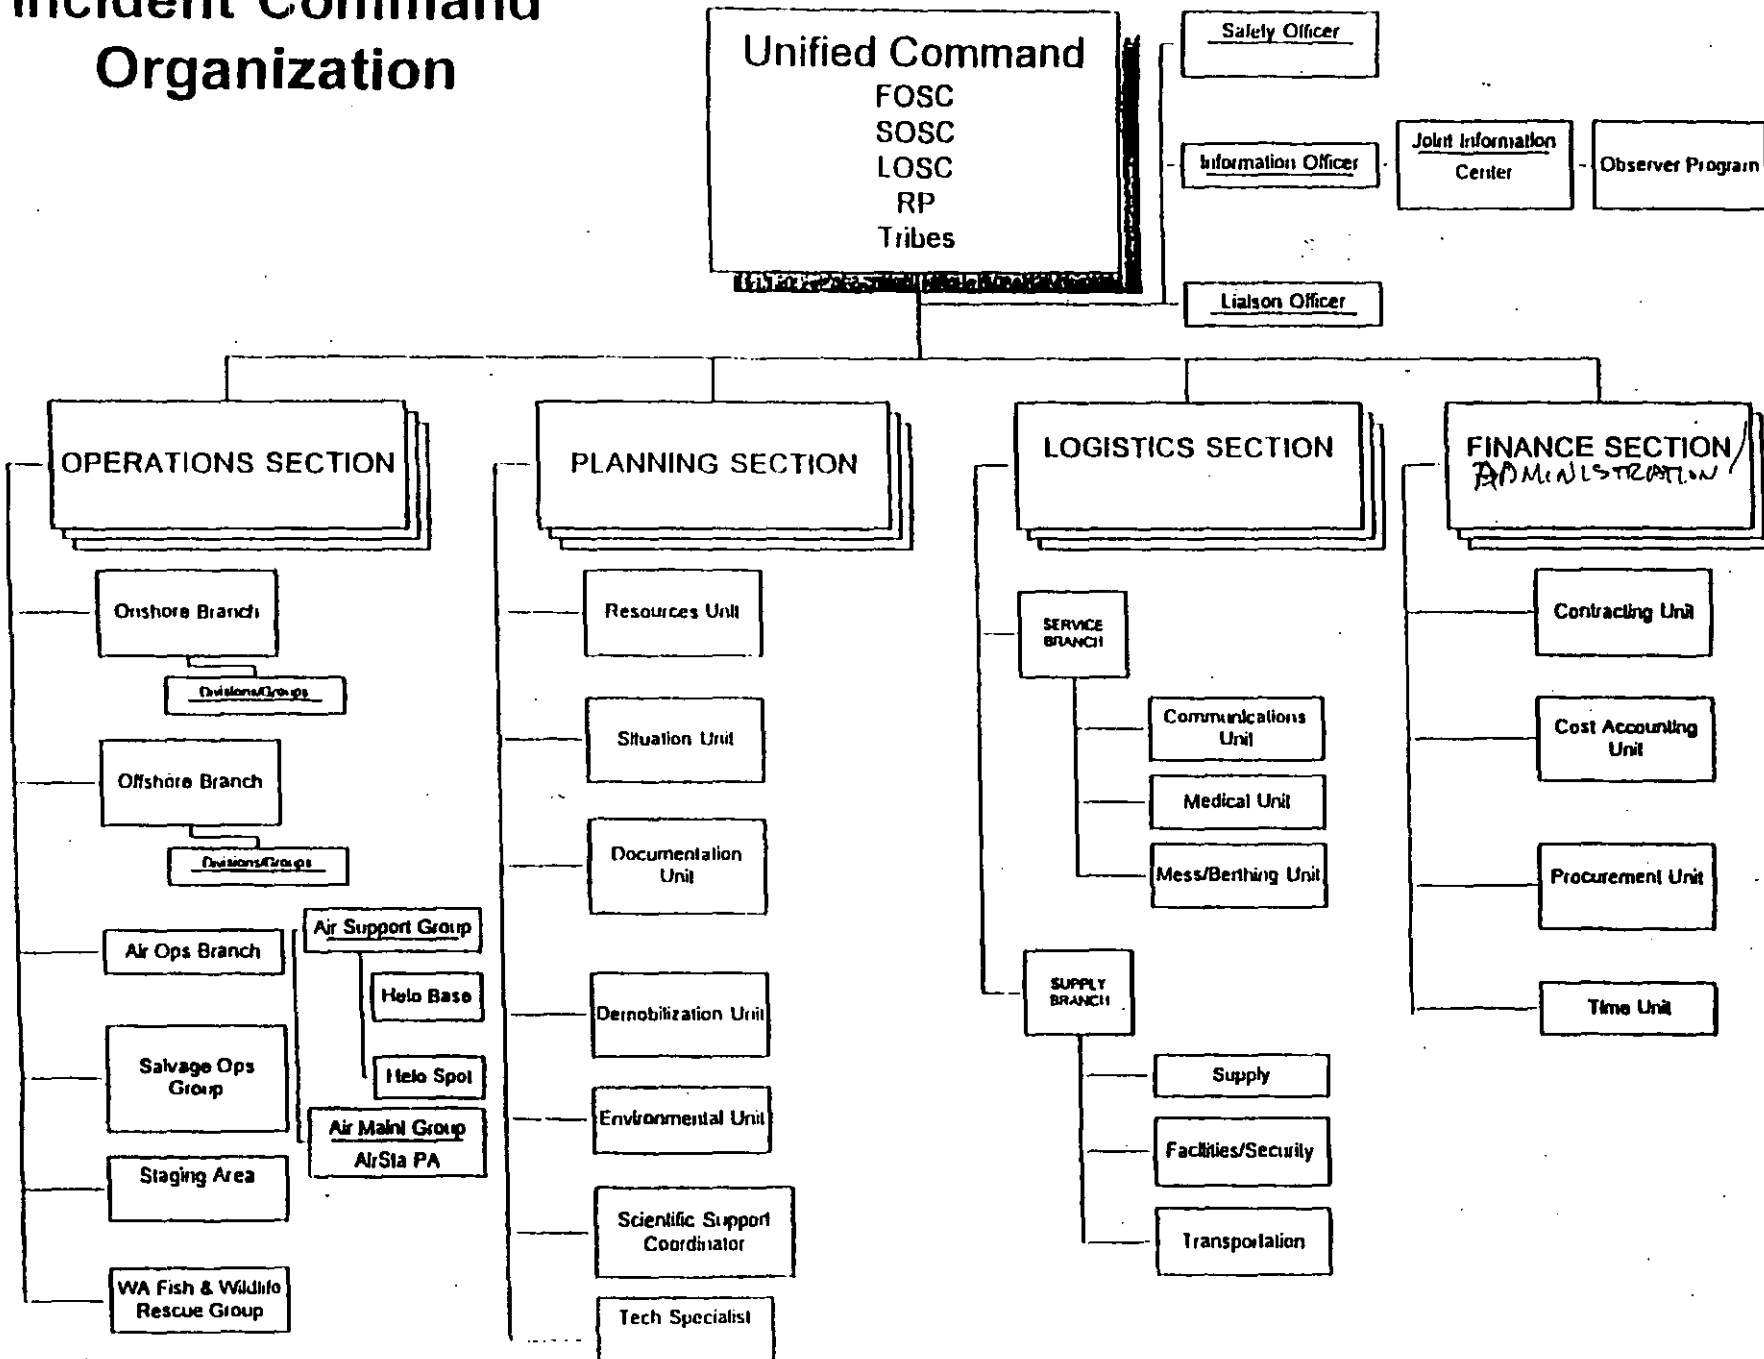 Incident Command
Organization
Unified Command
FOSC
SOSC
LOSC
RP
Tribes
Safety Officer
Information Officer
Joint Information
Center
Observer Program
Liaison Officer
OPERATIONS SECTION
Onshore Branch
Divisions/Groups
Offshore Branch
Divisions/Groups
Air Ops Branch
Air Support Group
Helo Base
Helo Spot
Air Maint Group
AirSta PA
Salvage Ops
Group
Staging Area
WA Fish & Wildlife
Rescue Group
PLANNING SECTION
Resources Unit
Situation Unit
Documentation
Unit
Demobilization Unit
Environmental Unit
Scientific Support
Coordinator
Tech Specialist
LOGISTICS SECTION
SERVICE
BRANCH
Communications
Unit
Medical Unit
Mess/Berthing Unit
SUPPLY
BRANCH
Supply
Facilities/Security
Transportation
FINANCE SECTION /
ADMINISTRATION
Contracting Unit
Cost Accounting
Unit
Procurement Unit
Time Unit